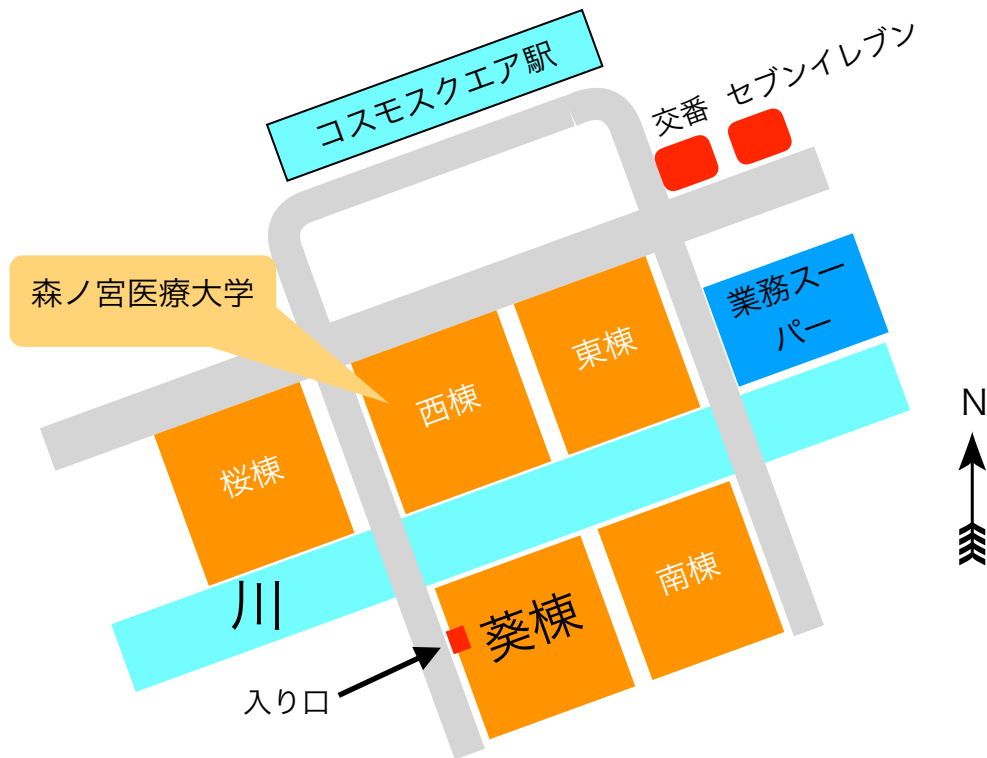 コスモスクエア駅
交番
セブンイレブン
森ノ宮医療大学
業務スー
パー
東棟
西棟
桜棟
N
川
南棟
葵棟
入り口